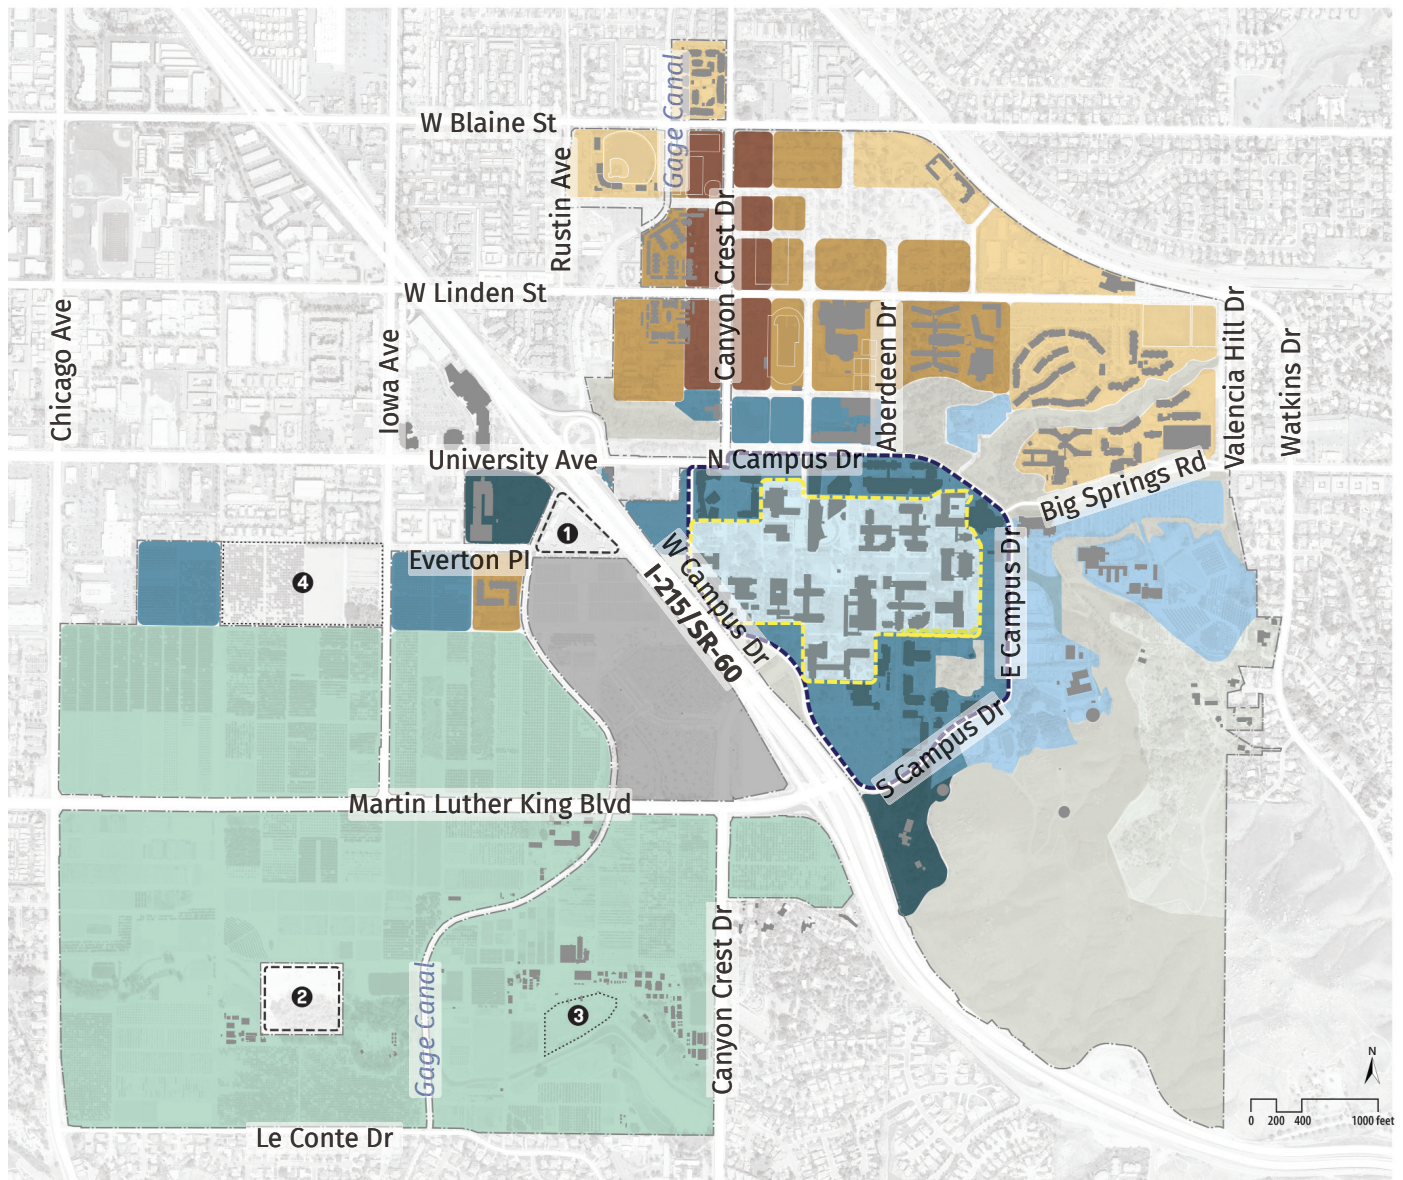 Gage Canal
W Blaine St
Rustin Ave
Canyon Crest Dr
W Linden St
Chicago Ave
Iowa Ave
Aberdeen Dr
Valencia Hill Dr
Watkins Dr
University Ave
N Campus Dr
Big Springs Rd
1
Everton Pl
4
W Campus Dr
I-215/SR-60
E Campus Dr
S Campus Dr
Martin Luther King Blvd
2
Gage Canal
3
Canyon Crest Dr
Le Conte Dr
N
0 200 400 1000 feet